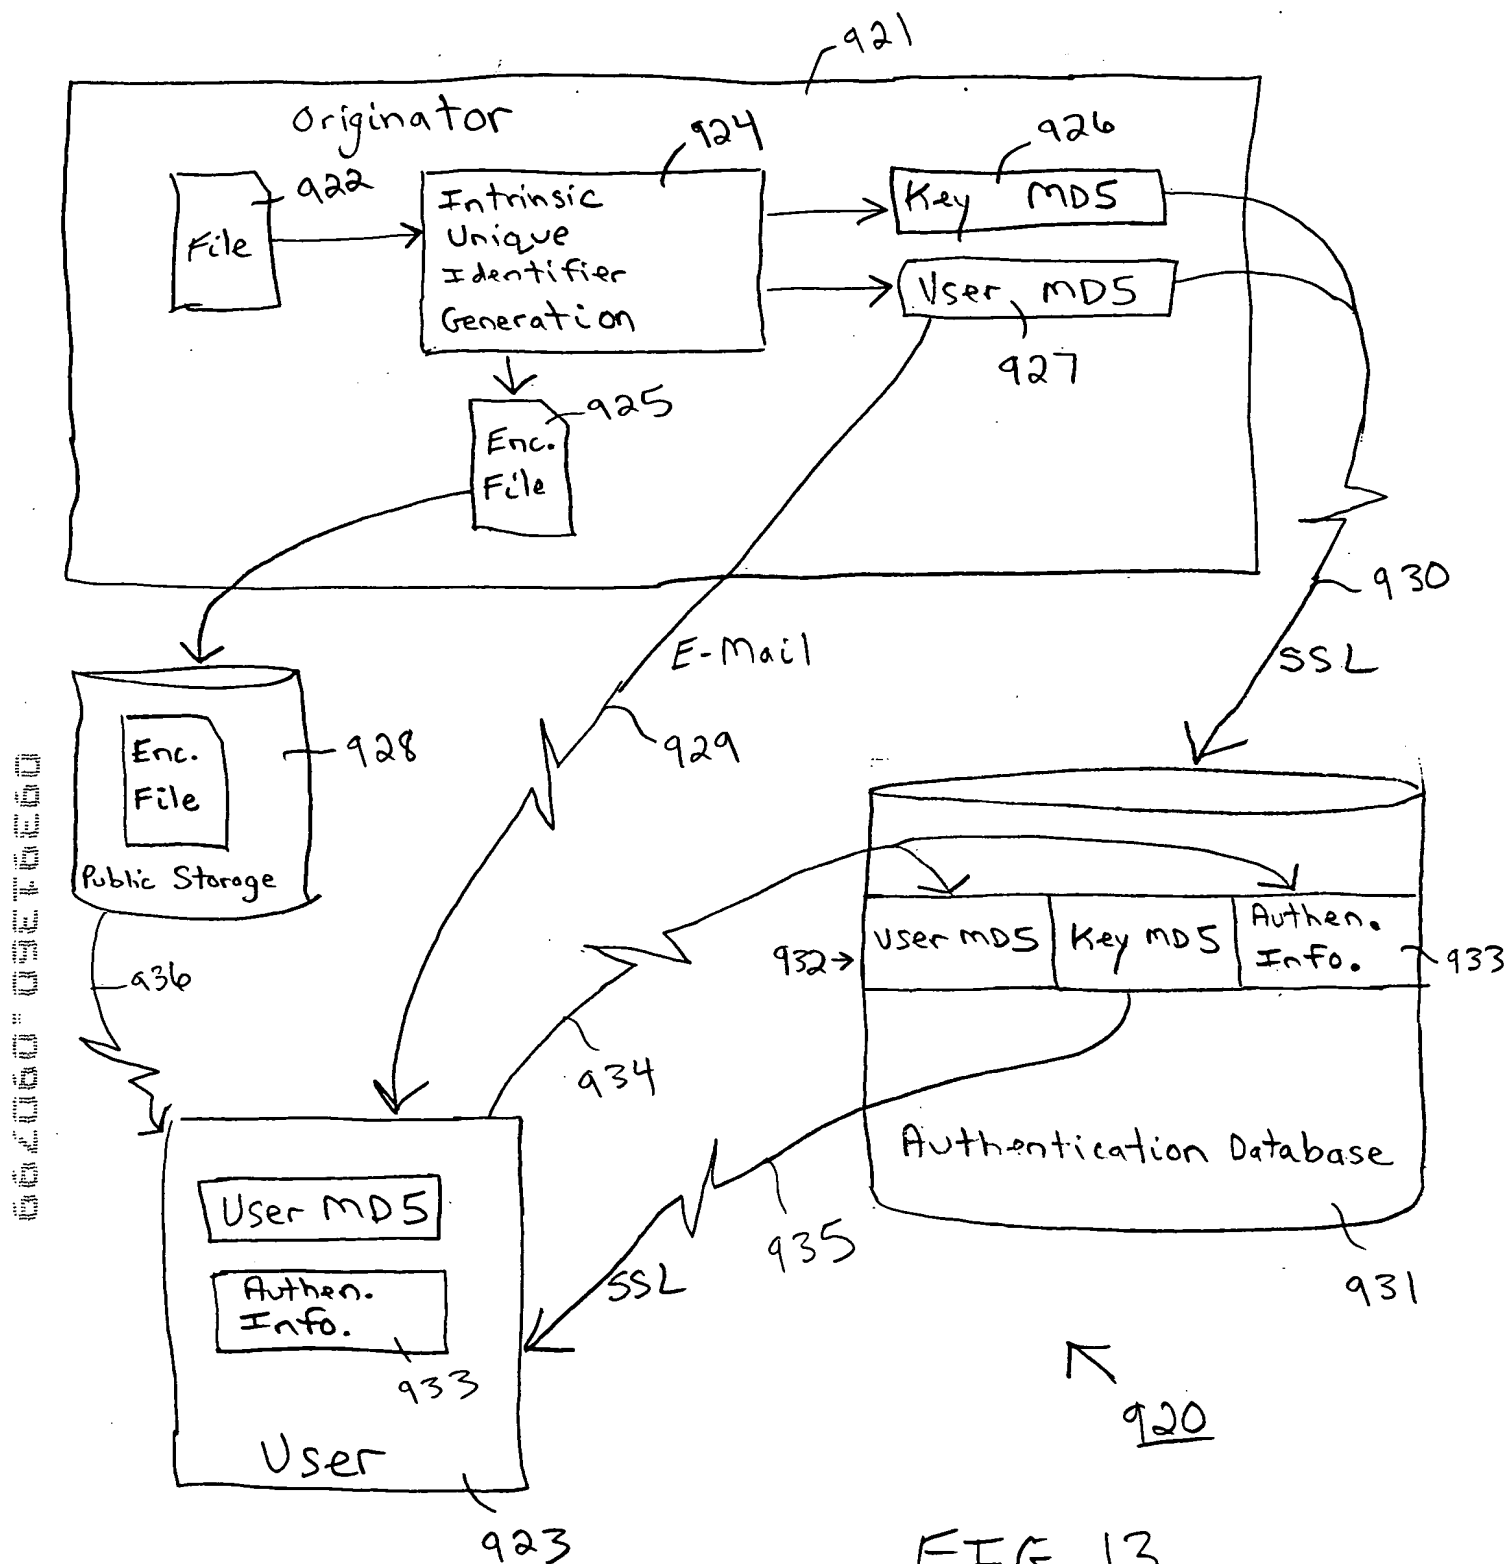 921
Originator
924
926
922
File
Intrinsic
Unique
Identifier
Generation
Key MD5
User MD5
927
925
Enc.
File
930
E-Mail
SSL
929
928
Enc.
File
Public Storage
09391360.090799
User MD5
Key MD5
Authen.
Info.
932
933
936
934
Authentication Database
User MD5
935
SSL
Authen.
Info.
931
933
920
User
923
FIG 13